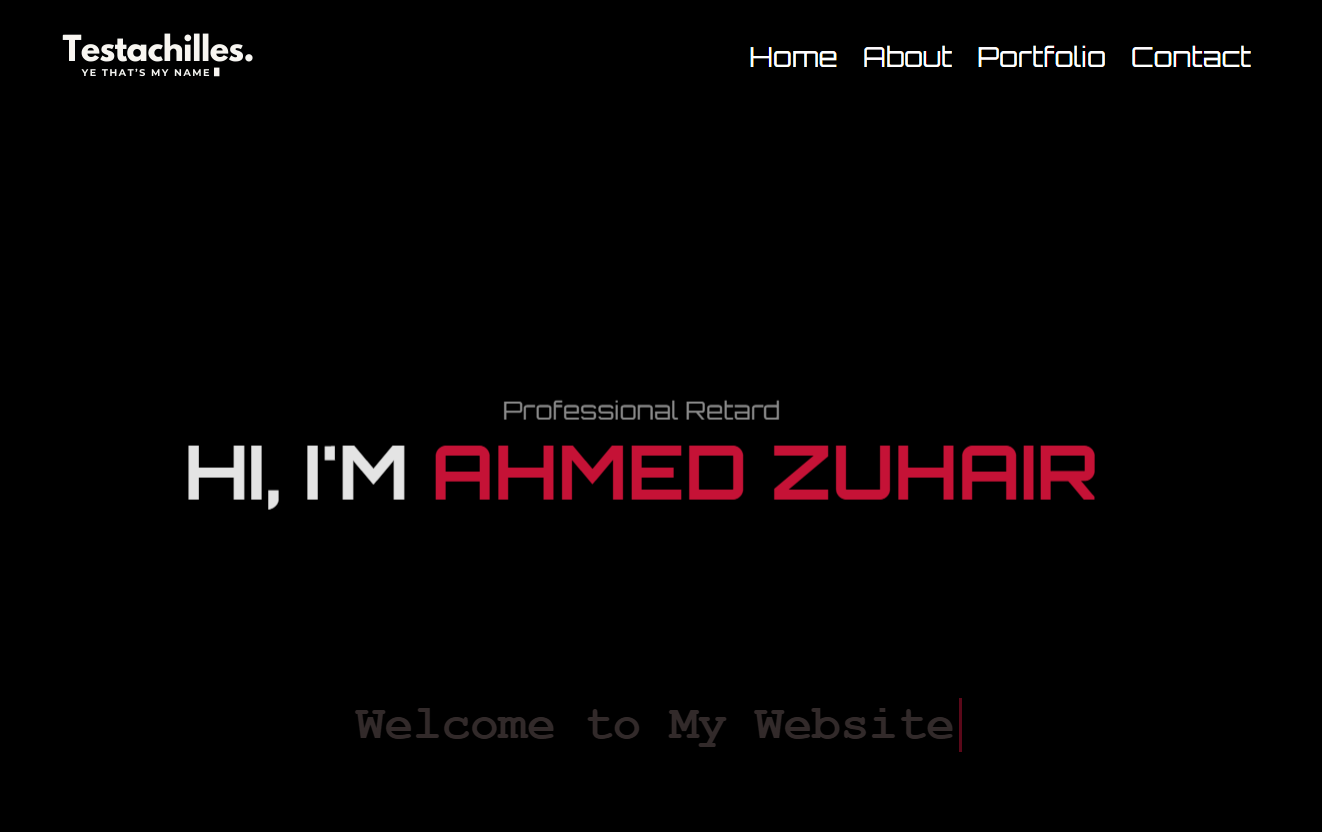 Testachilles.
YE THAT'S MY NAME
Home About Portfolio Contact
Professional Retard
HI, I'M AHMED ZUHAIR
Welcome to My Website